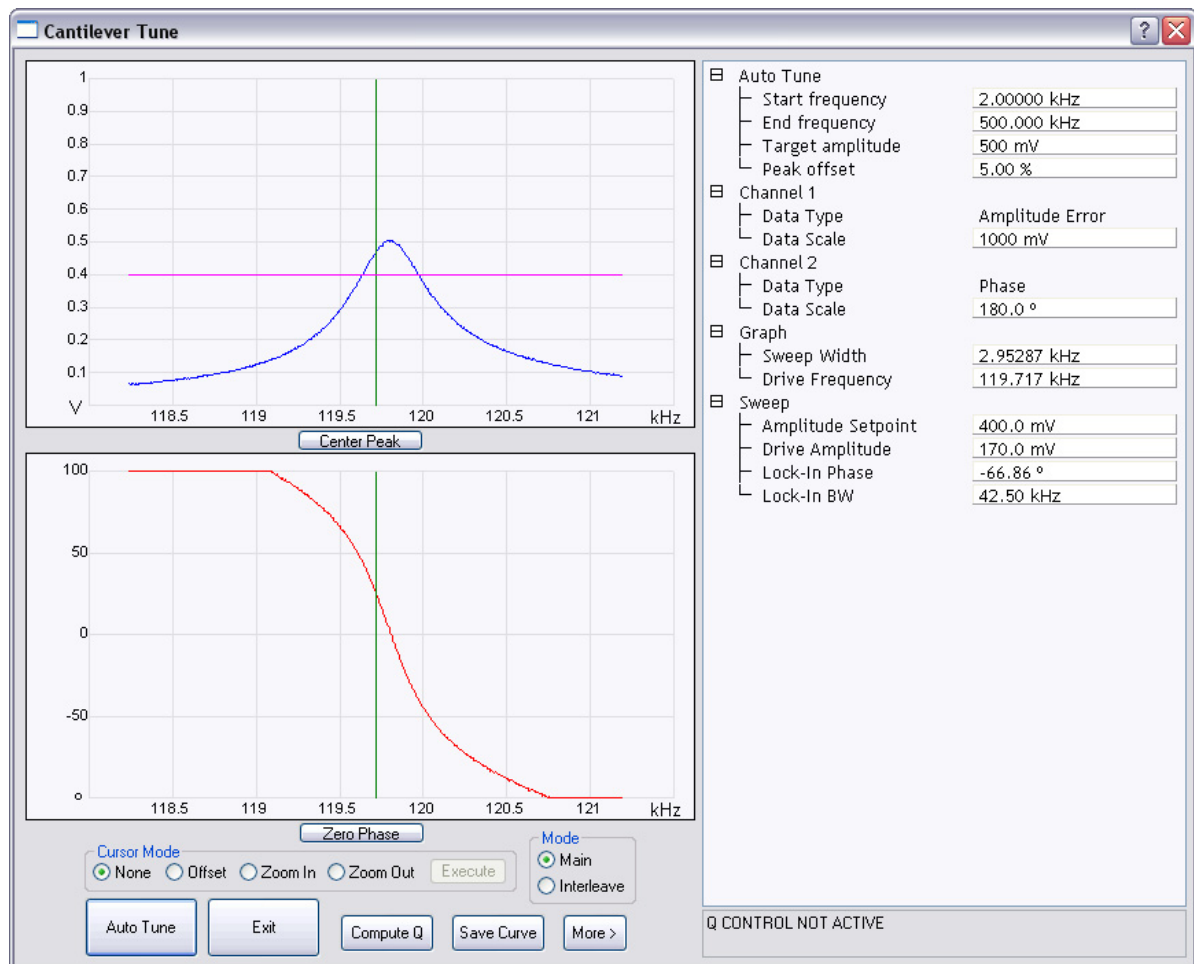 Cantilever Tune
1
0.9
0.8
0.7
0.6
0.5
0.4
0.3
0.2
0.1
V
118.5 119 119.5 120 120.5 121 kHz
Center Peak
100
50
0
-50
o
118.5 119 119.5 120 120.5 121 kHz
Zero Phase
Cursor Mode
None Offset Zoom In Zoom Out Execute
Mode
Main
Interleave
Auto Tune Exit Compute Q Save Curve More >
Auto Tune
Start frequency 2.00000 kHz
End frequency 500.000 kHz
Target amplitude 500 mV
Peak offset 5.00 %
Channel 1
Data Type Amplitude Error
Data Scale 1000 mV
Channel 2
Data Type Phase
Data Scale 180.0 º
Graph
Sweep Width 2.95287 kHz
Drive Frequency 119.717 kHz
Sweep
Amplitude Setpoint 400.0 mV
Drive Amplitude 170.0 mV
Lock-In Phase -66.86 º
Lock-In BW 42.50 kHz
Q CONTROL NOT ACTIVE